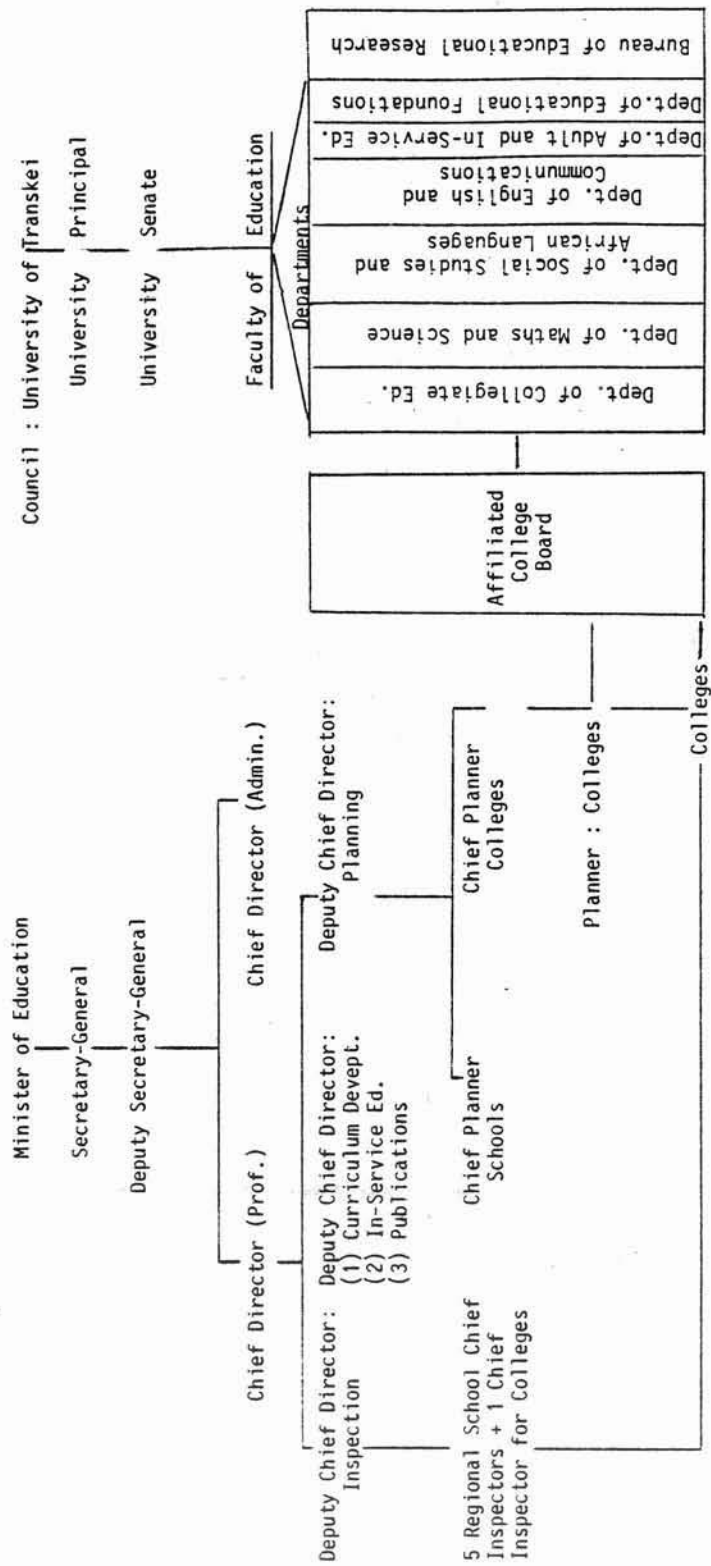 Minister of Education
Secretary-General
Deputy Secretary-General
Chief Director (Prof.)
Chief Director (Admin.)
Deputy Chief Director:
Inspection
Deputy Chief Director:
(1) Curriculum Devept.
(2) In-Service Ed.
(3) Publications
Deputy Chief Director:
Planning
5 Regional School Chief
Inspectors + 1 Chief
Inspector for Colleges
Chief Planner
Schools
Chief Planner
Colleges
Planner : Colleges
Colleges
Affiliated
College
Board
Council : University of Transkei
University Principal
University Senate
Faculty of Education
Departments
Dept. of Collegiate Ed.
Dept. of Maths and Science
Dept. of Social Studies and
African Languages
Dept. of English and
Communications
Dept.of Adult and In-Service Ed.
Dept.of Educational Foundations
Bureau of Educational Research